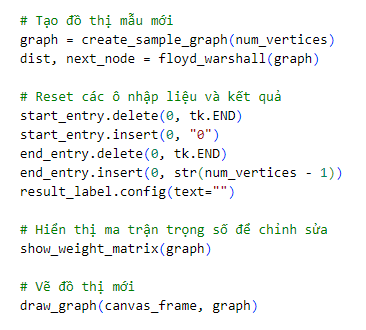 # Tạo đồ thị mẫu mới
graph = create_sample_graph(num_vertices)
dist, next_node = floyd_warshall(graph)
# Reset các ô nhập liệu và kết quả
start_entry.delete(0, tk.END)
start_entry.insert(0, "0")
end_entry.delete(0, tk.END)
end_entry.insert(0, str(num_vertices - 1))
result_label.config(text="")
# Hiển thị ma trận trọng số để chỉnh sửa
show_weight_matrix(graph)
# Vẽ đồ thị mới
draw_graph(canvas_frame, graph)